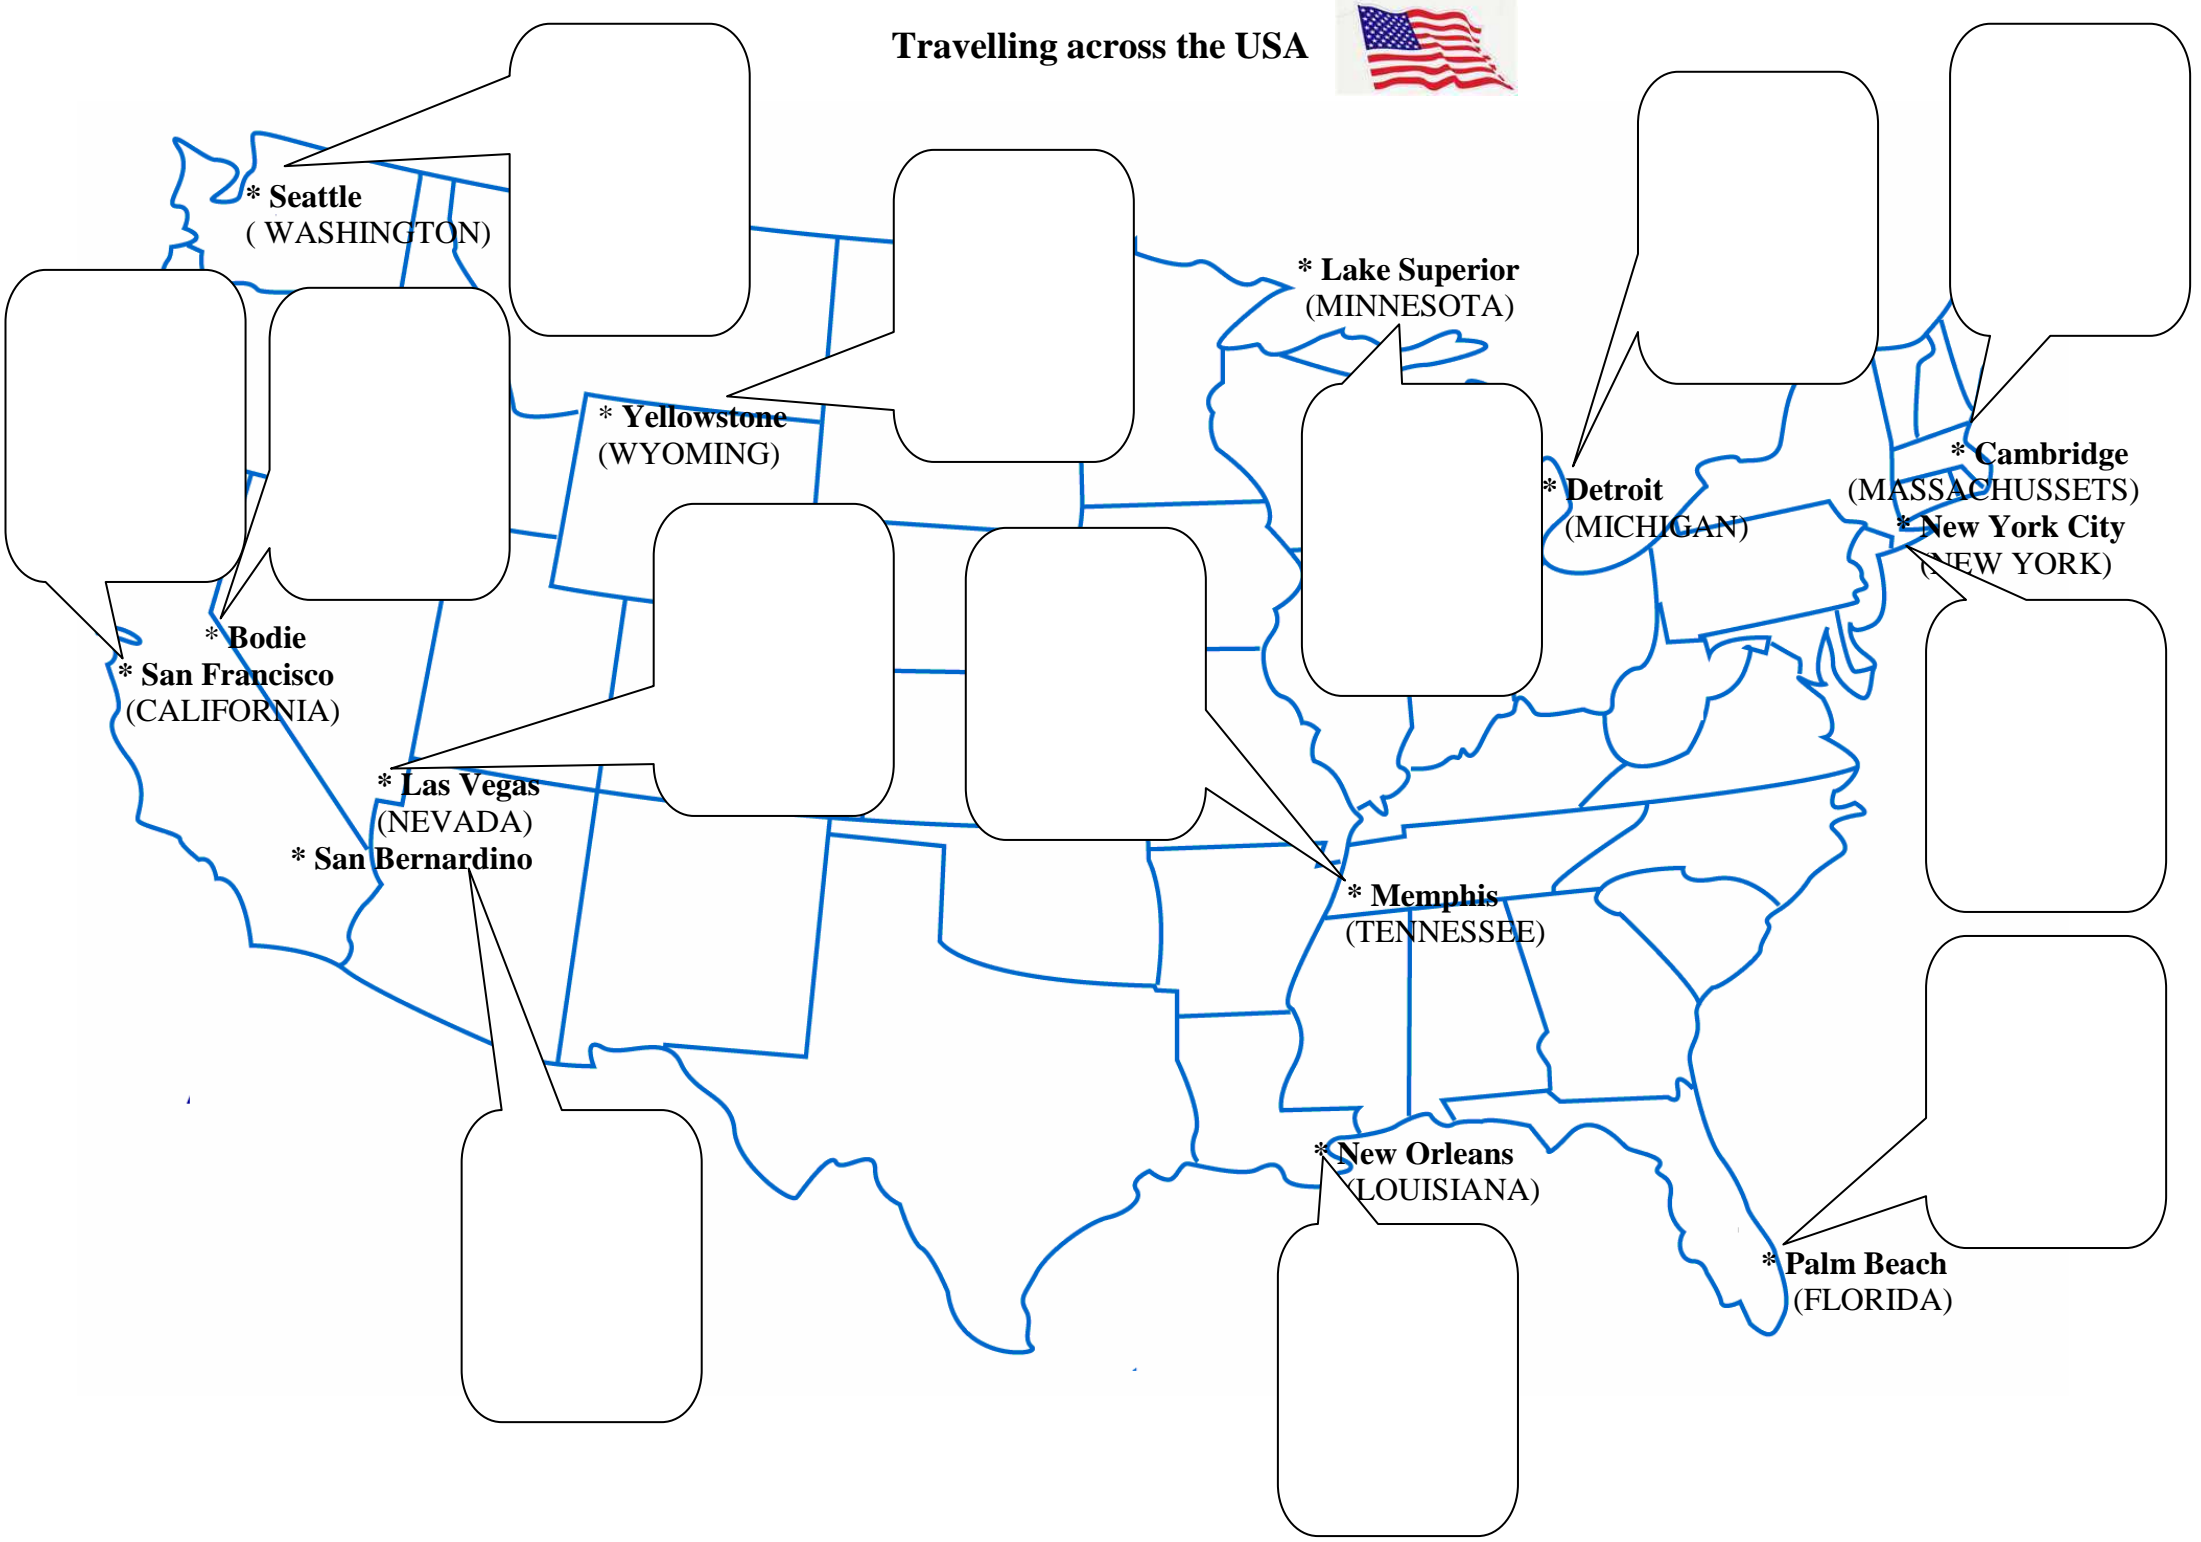 Travelling across the USA
* Seattle
( WASHINGTON)
* Lake Superior
(MINNESOTA)
* Yellowstone
(WYOMING)
* Cambridge
(MASSACHUSSETS)
* Detroit
(MICHIGAN)
* New York City
(NEW YORK)
* Bodie
* San Francisco
(CALIFORNIA)
* Las Vegas
(NEVADA)
* San Bernardino
* Memphis
(TENNESSEE)
* New Orleans
(LOUISIANA)
* Palm Beach
(FLORIDA)